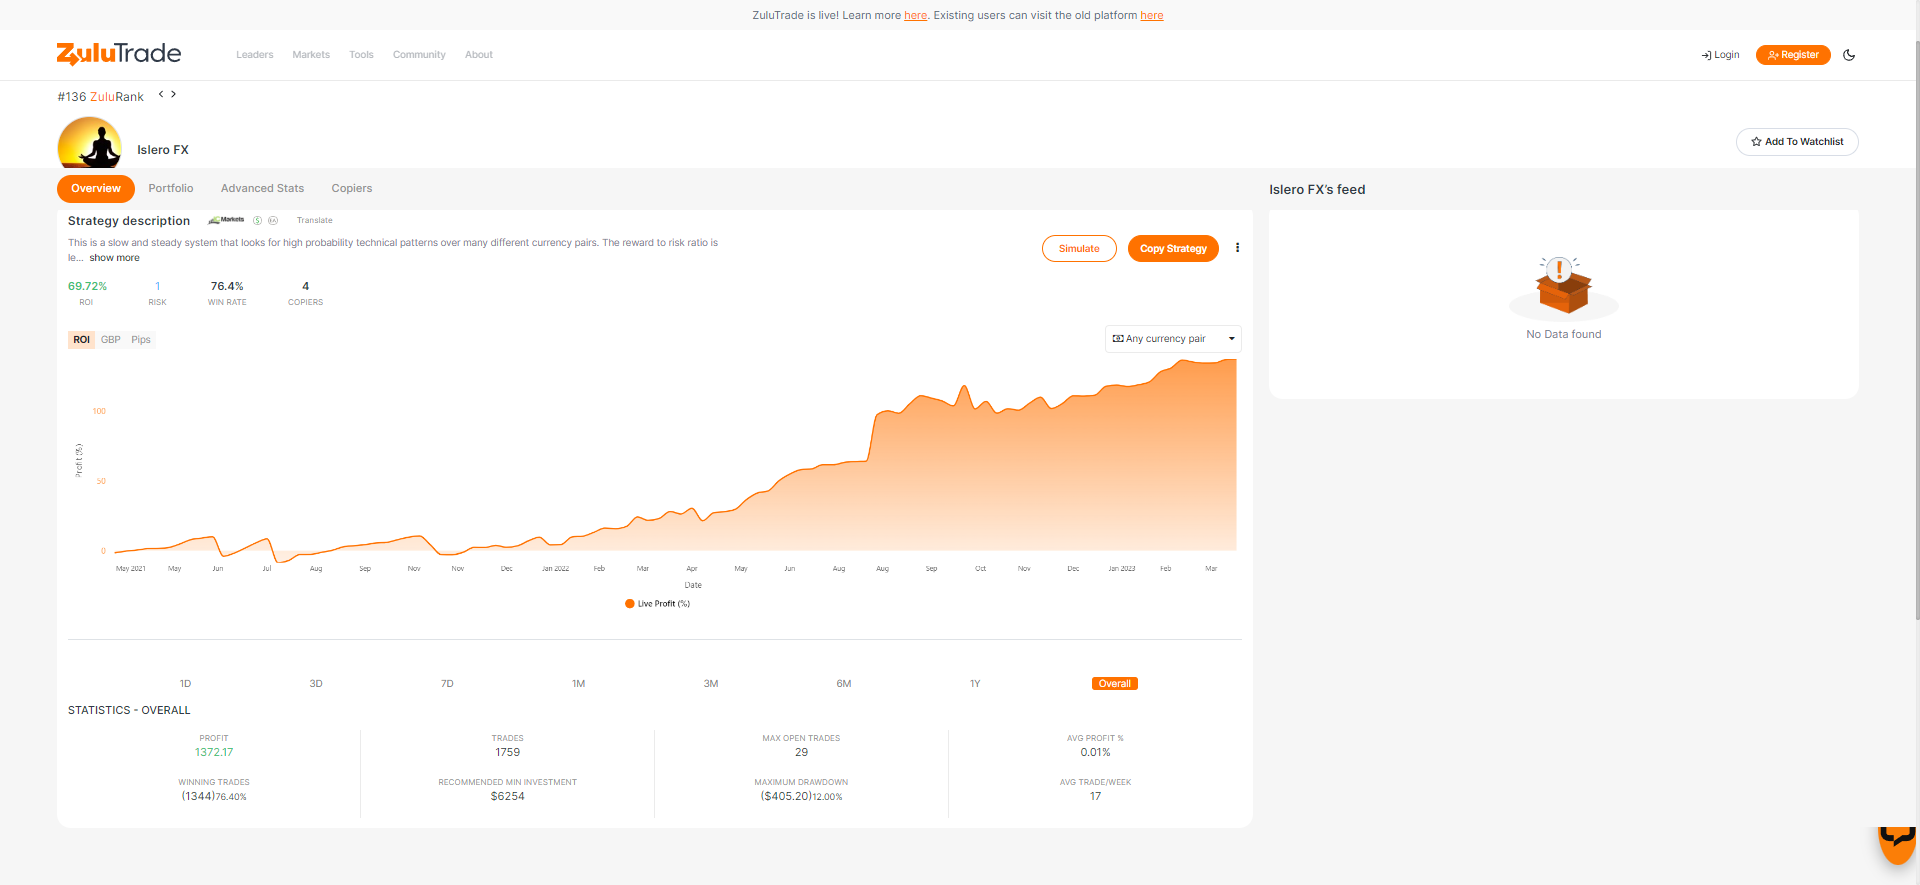 ZuluTrade is live! Learn more here. Existing users can visit the old platform here
ZuluTrade
Leaders Markets Tools Community About
Login Register
#136 ZuluRank
Islero FX
Add To Watchlist
Overview Portfolio Advanced Stats Copiers
Islero FX's feed
Strategy description Markets Translate
This is a slow and steady system that looks for high probability technical patterns over many different currency pairs. The reward to risk ratio is
le... show more
Simulate Copy Strategy
69.72% 1 76.4% 4
ROI RISK WIN RATE COPIERS
No Data found
ROI GBP Pips
Any currency pair
100
50
0
Profit (%)
May 2021 May Jun Jul Aug Sep Nov Nov Dec Jan 2022 Feb Mar Apr May Jun Aug Aug Sep Oct Nov Dec Jan 2023 Feb Mar
Date
Live Profit (%)
1D 3D 7D 1M 3M 6M 1Y Overall
STATISTICS - OVERALL
PROFIT TRADES MAX OPEN TRADES AVG PROFIT %
1372.17 1759 29 0.01%
WINNING TRADES RECOMMENDED MIN INVESTMENT MAXIMUM DRAWDOWN AVG TRADE/WEEK
(1344)76.40% $6254 ($405.20)12.00% 17